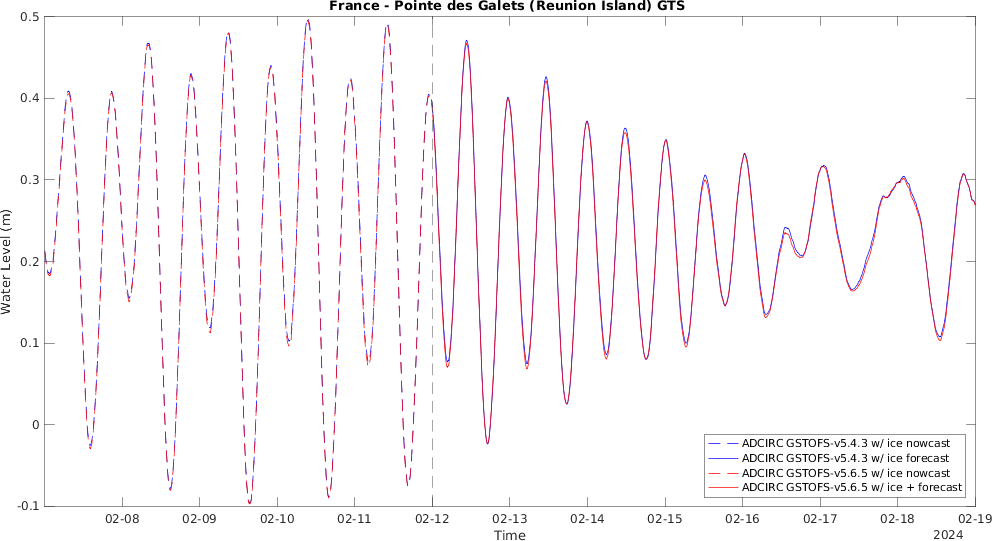 France - Pointe des Galets (Reunion Island) GTS
0.5
0.4
0.3
0.2
0.1
0
-0.1
Water Level (m)
02-08 02-09 02-10 02-11 02-12 02-13 02-14 02-15 02-16 02-17 02-18 02-19
Time
2024
ADCIRC GSTOFS-v5.4.3 w/ ice nowcast
ADCIRC GSTOFS-v5.4.3 w/ ice forecast
ADCIRC GSTOFS-v5.6.5 w/ ice nowcast
ADCIRC GSTOFS-v5.6.5 w/ ice + forecast